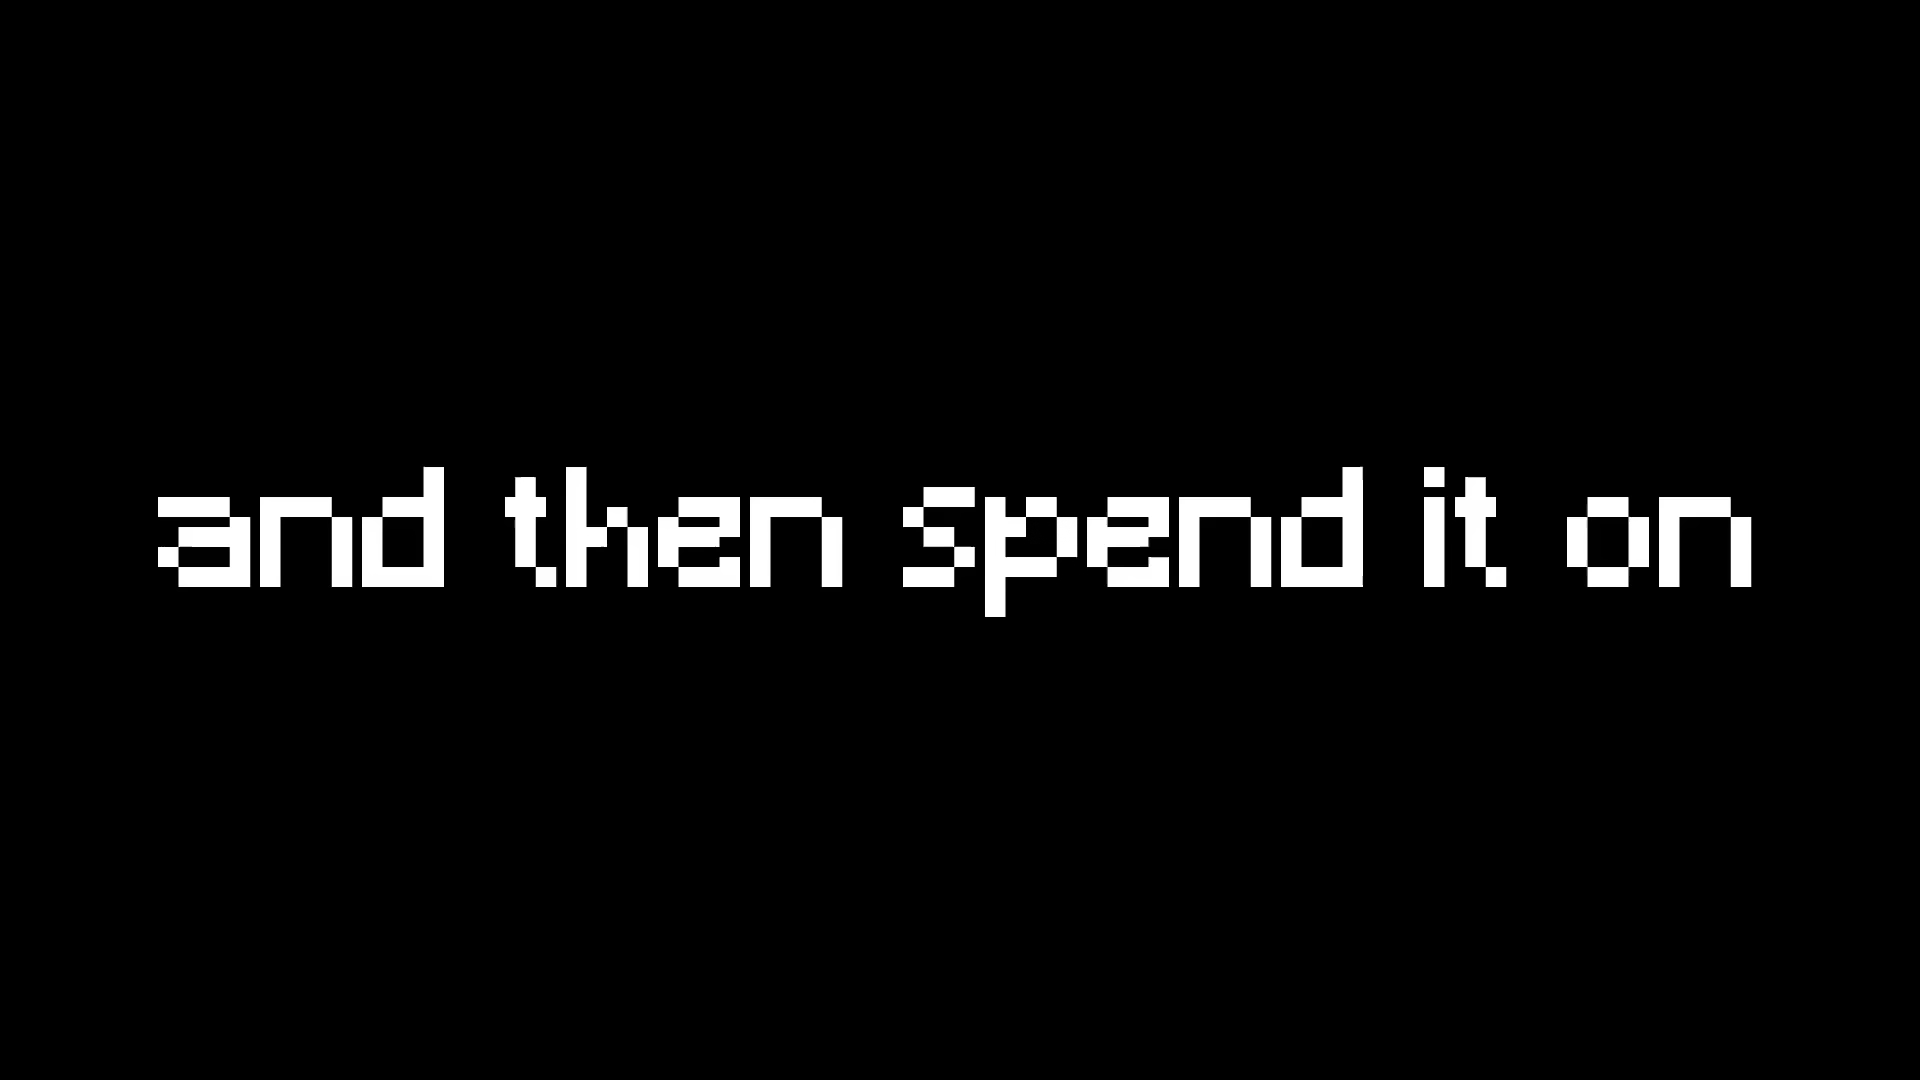 and then spend it on